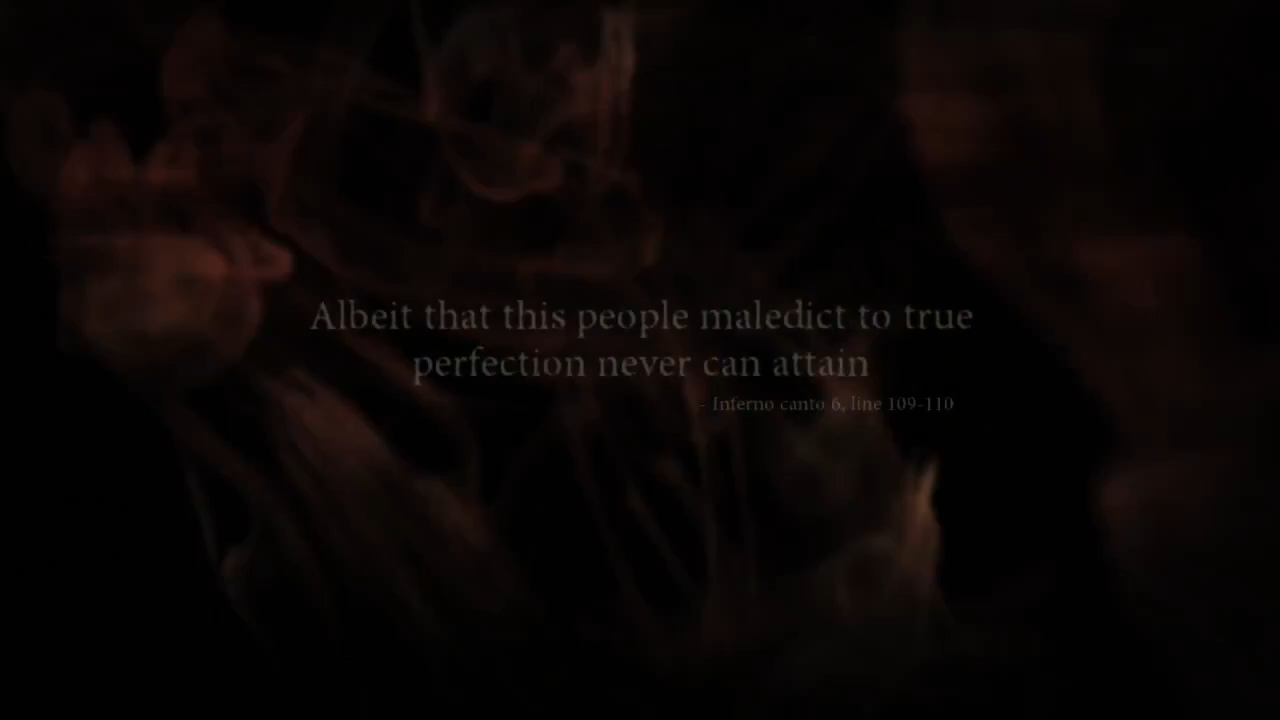 Albeit that this people maledict to true
perfection never can attain
- Inferno canto 6, line 109-110